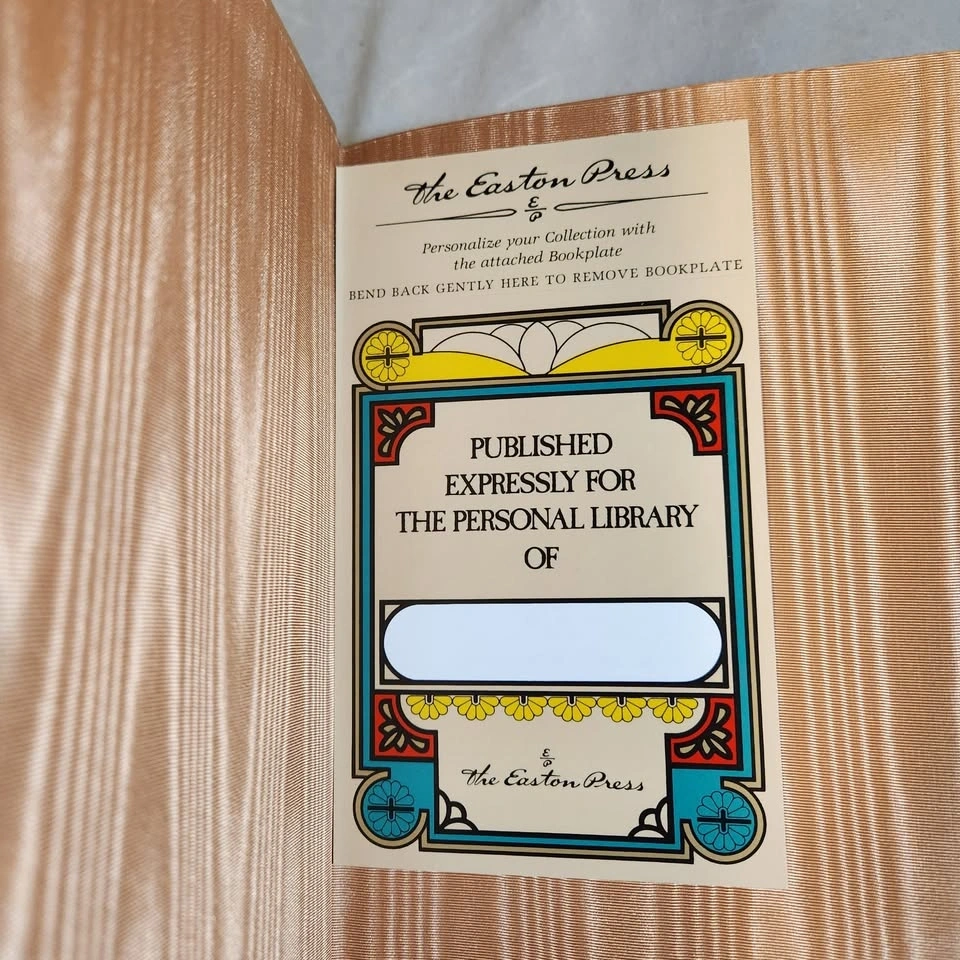 The Easton Press
E
P
Personalize your Collection with
the attached Bookplate
BEND BACK GENTLY HERE TO REMOVE BOOKPLATE
PUBLISHED
EXPRESSLY FOR
THE PERSONAL LIBRARY
OF
E
P
The Easton Press